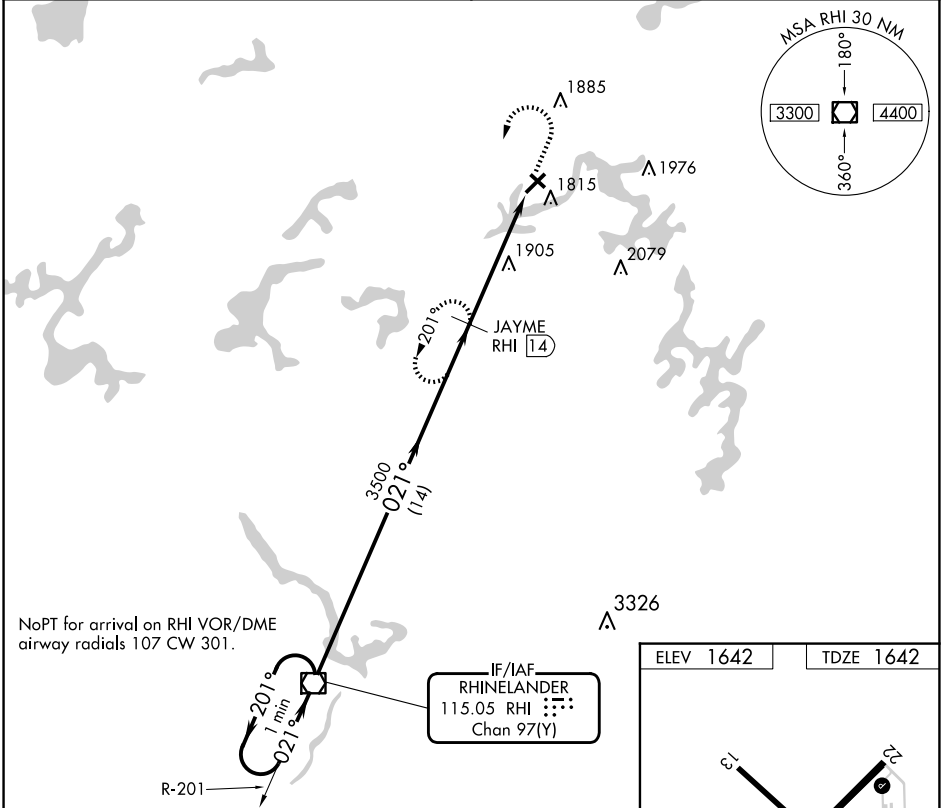 MSA RHI 30 NM
180°
3300
4400
360°
1885
1976
1815
1905
2079
201°
JAYME
RHI 14
3500
021°
(14)
3326
NoPT for arrival on RHI VOR/DME
airway radials 107 CW 301.
IF/IAF
RHINELANDER
115.05 RHI
Chan 97(Y)
201°
1 min
021°
R-201
ELEV 1642
TDZE 1642
13
22
P